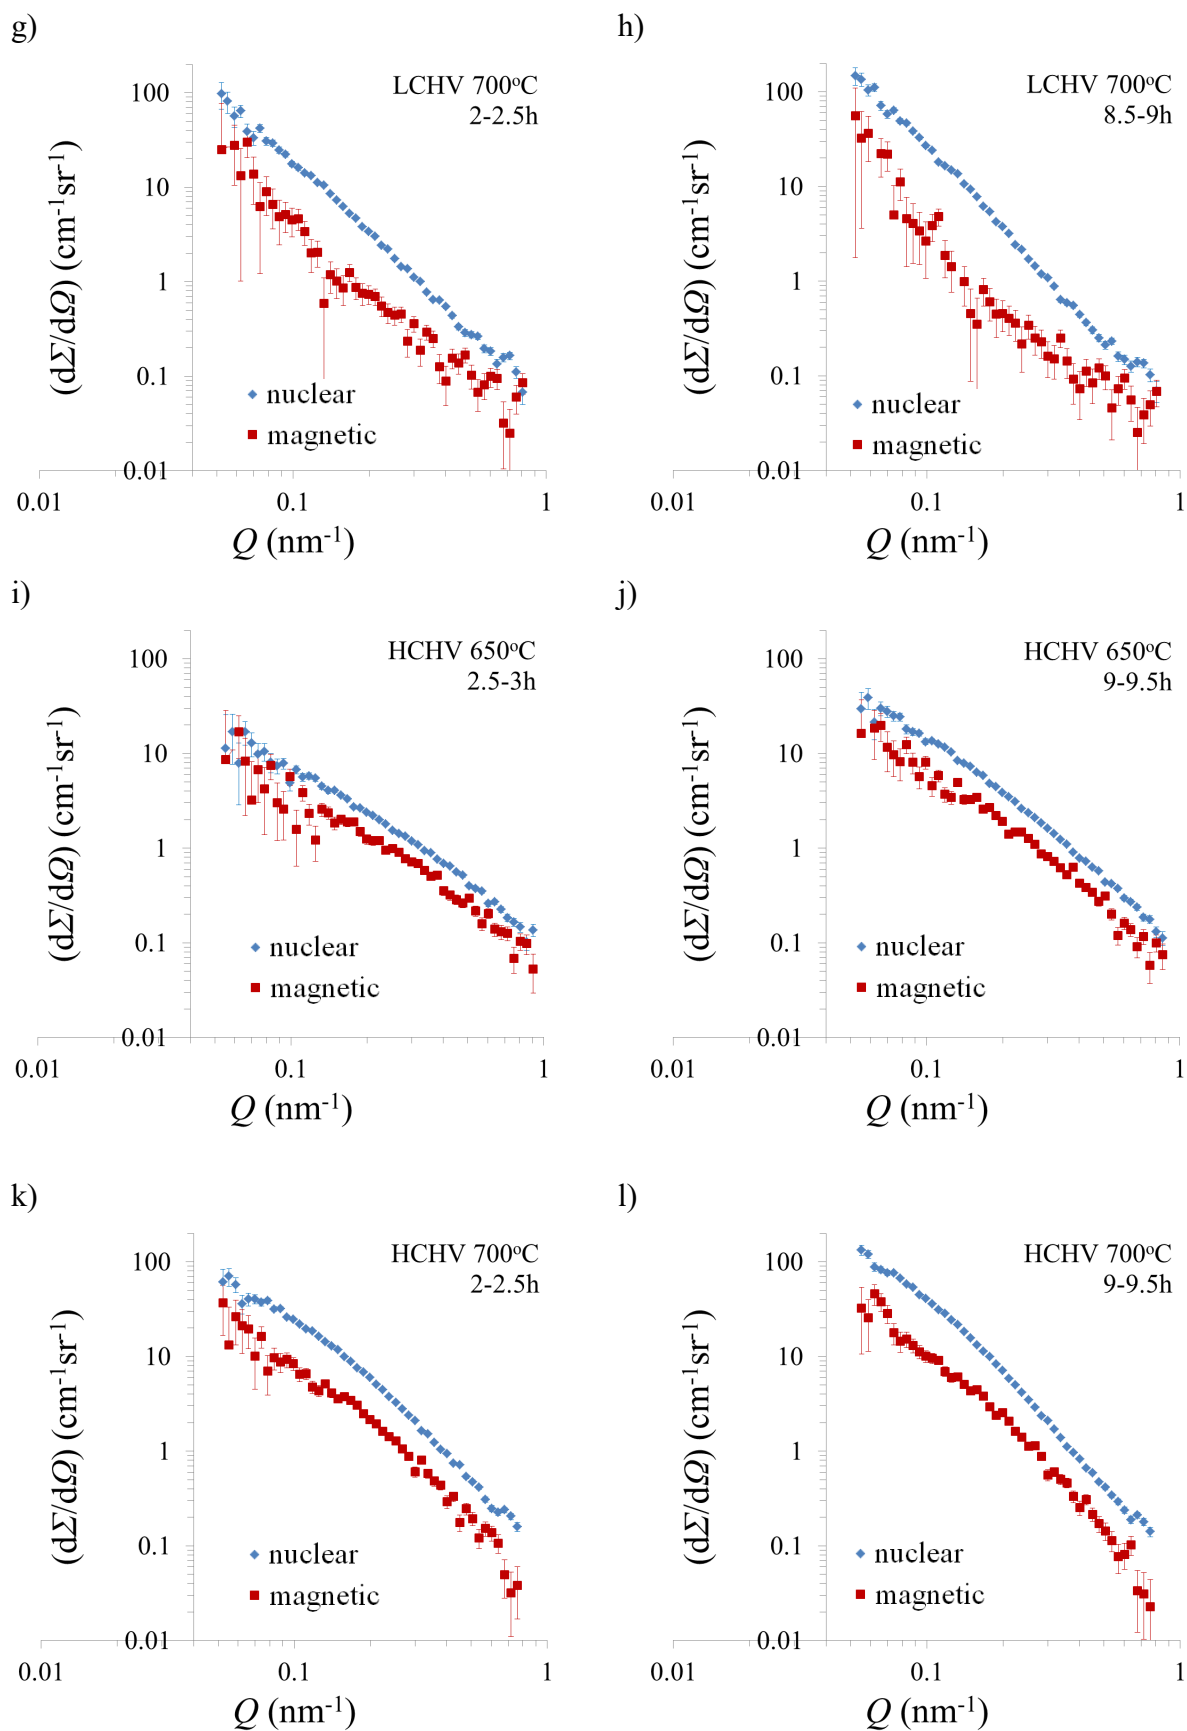 g)
LCHV 700ºC
2-2.5h
(dΣ/dΩ) (cm⁻¹sr⁻¹)
100
10
1
0.1
0.01
nuclear
magnetic
0.01 0.1 1
Q (nm⁻¹)
h)
LCHV 700ºC
8.5-9h
(dΣ/dΩ) (cm⁻¹sr⁻¹)
100
10
1
0.1
0.01
nuclear
magnetic
0.01 0.1 1
Q (nm⁻¹)
i)
HCHV 650ºC
2.5-3h
(dΣ/dΩ) (cm⁻¹sr⁻¹)
100
10
1
0.1
0.01
nuclear
magnetic
0.01 0.1 1
Q (nm⁻¹)
j)
HCHV 650ºC
9-9.5h
(dΣ/dΩ) (cm⁻¹sr⁻¹)
100
10
1
0.1
0.01
nuclear
magnetic
0.01 0.1 1
Q (nm⁻¹)
k)
HCHV 700ºC
2-2.5h
(dΣ/dΩ) (cm⁻¹sr⁻¹)
100
10
1
0.1
0.01
nuclear
magnetic
0.01 0.1 1
Q (nm⁻¹)
l)
HCHV 700ºC
9-9.5h
(dΣ/dΩ) (cm⁻¹sr⁻¹)
100
10
1
0.1
0.01
nuclear
magnetic
0.01 0.1 1
Q (nm⁻¹)